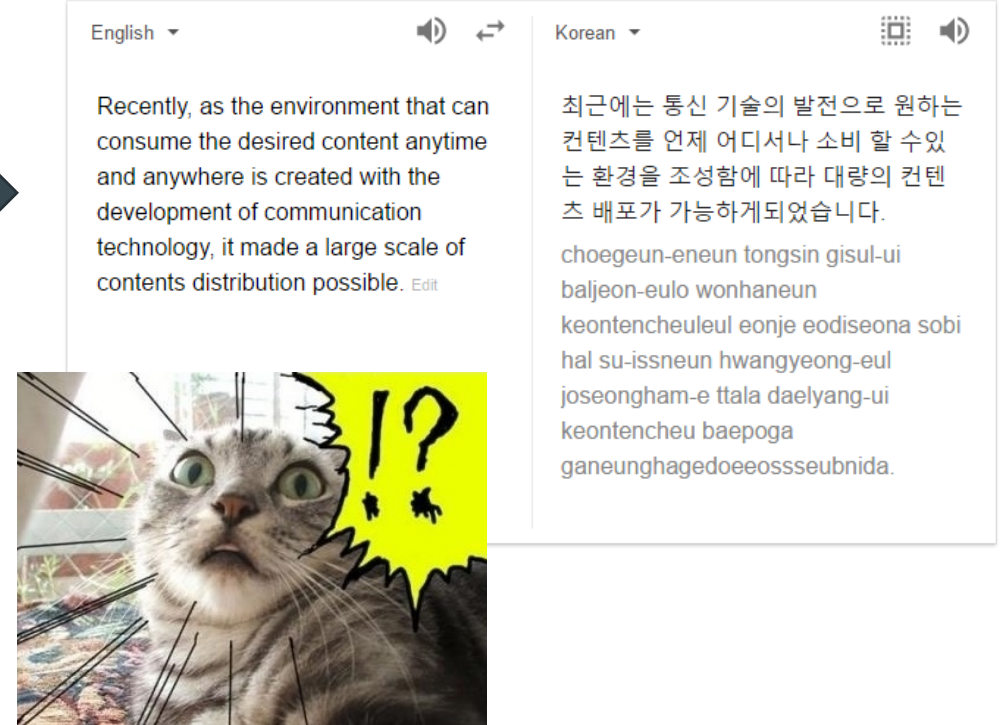 English
Korean
Recently, as the environment that can
consume the desired content anytime
and anywhere is created with the
development of communication
technology, it made a large scale of
contents distribution possible. Edit
최근에는 통신 기술의 발전으로 원하는
컨텐츠를 언제 어디서나 소비 할 수있
는 환경을 조성함에 따라 대량의 컨텐
츠 배포가 가능하게되었습니다.
choegeun-eneun tongsin gisul-ui
baljeon-eulo wonhaneun
keontencheuleul eonje eodiseona sobi
hal su-issneun hwangyeong-eul
joseongham-e ttala daelyang-ui
keontencheu baepoga
ganeunghagedoeeossseubnida.
!?